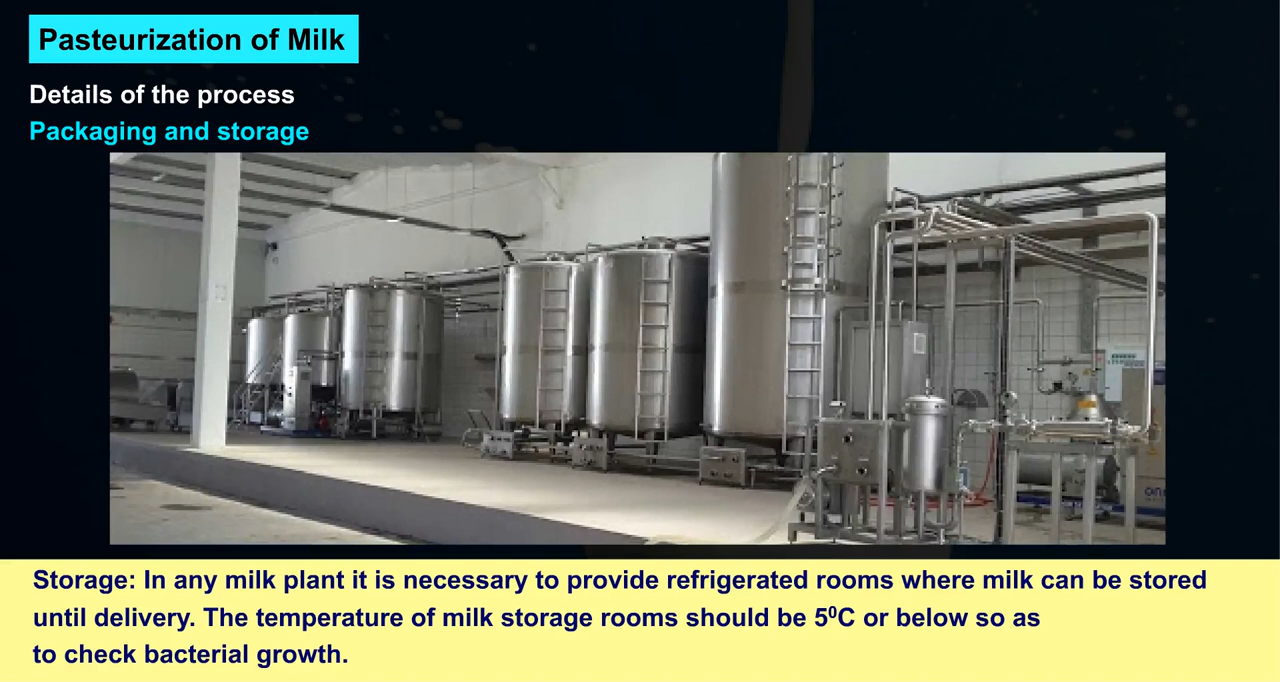 Pasteurization of Milk
Details of the process
Packaging and storage
Storage: In any milk plant it is necessary to provide refrigerated rooms where milk can be stored
until delivery. The temperature of milk storage rooms should be 5⁰C or below so as
to check bacterial growth.